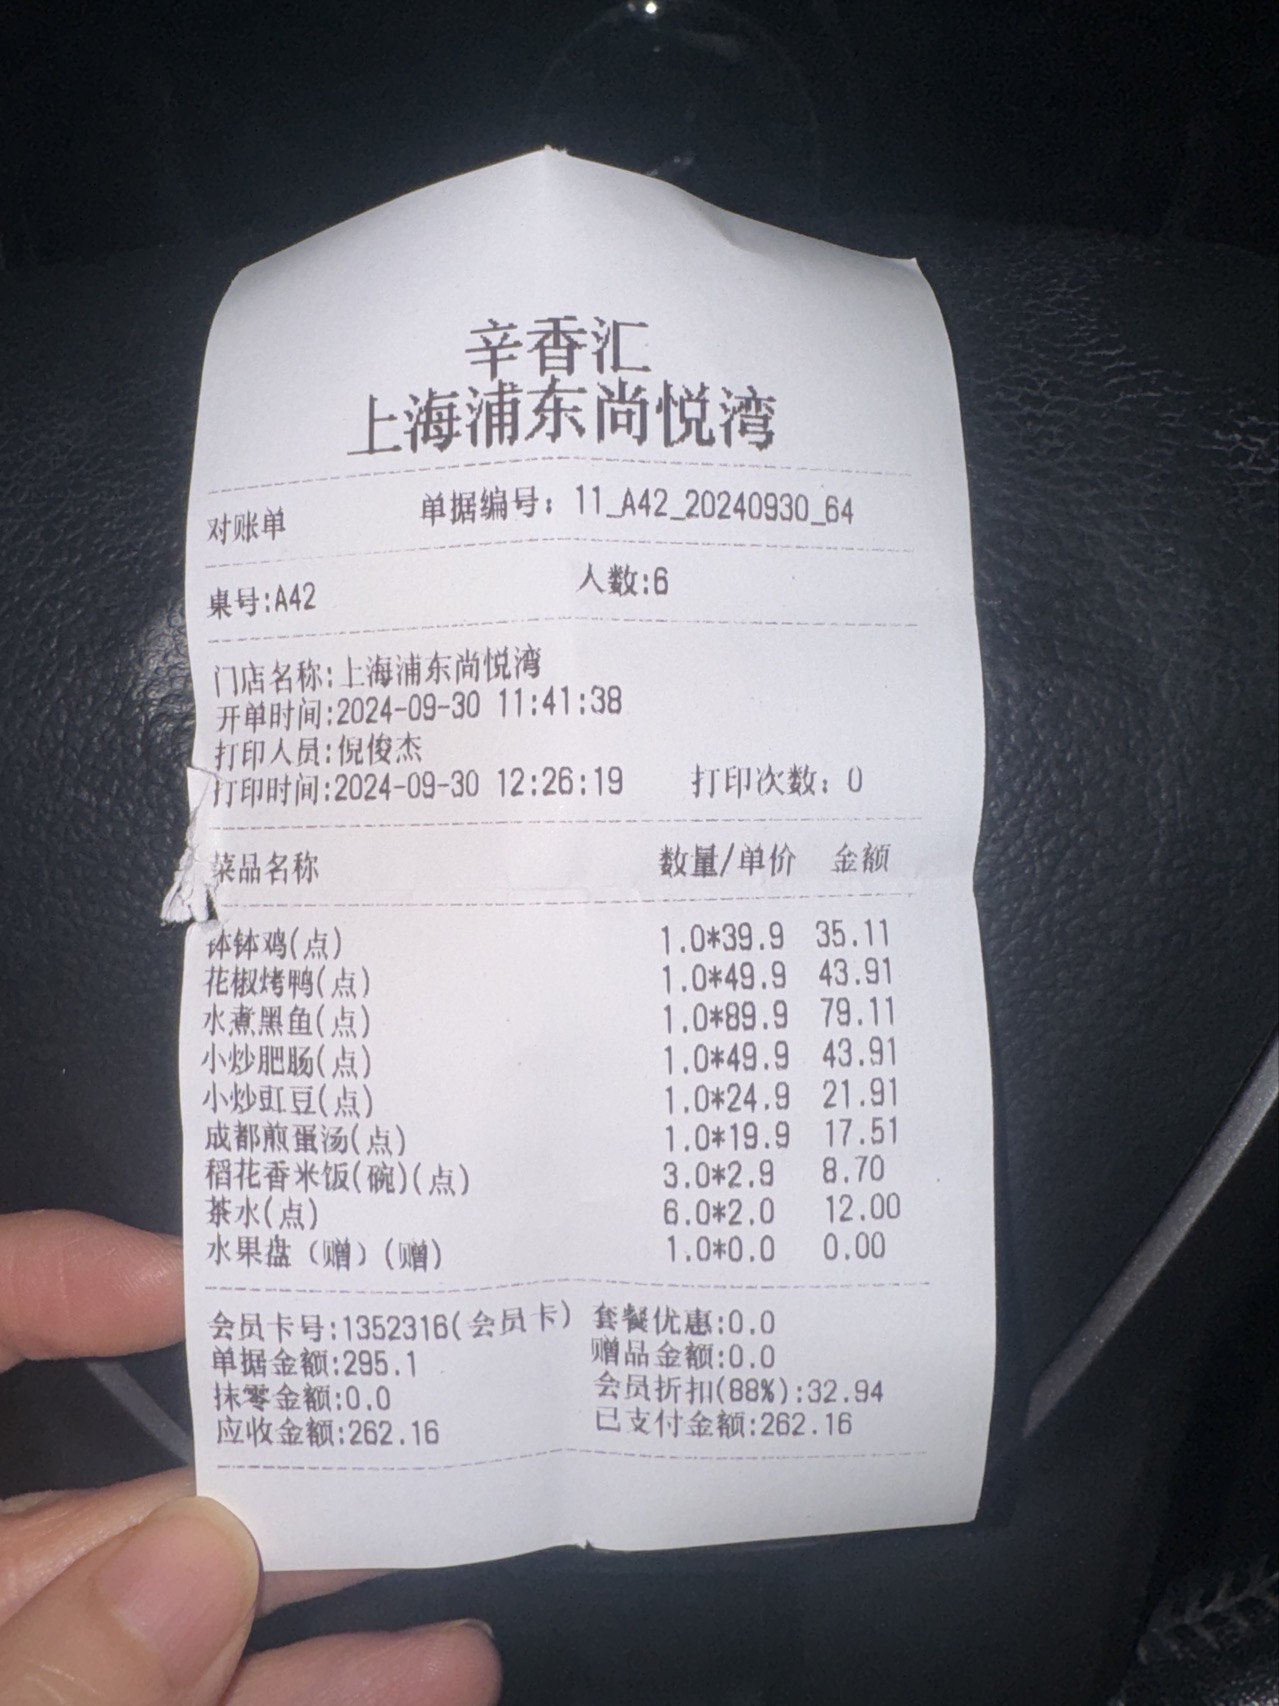 辛香汇
上海浦东尚悦湾
对账单 单据编号：11_A42_20240930_64
桌号:A42 人数:6
门店名称:上海浦东尚悦湾
开单时间:2024-09-30 11:41:38
打印人员:倪俊杰
打印时间:2024-09-30 12:26:19 打印次数：0
菜品名称 数量/单价 金额
钵钵鸡(点) 1.0*39.9 35.11
花椒烤鸭(点) 1.0*49.9 43.91
水煮黑鱼(点) 1.0*89.9 79.11
小炒肥肠(点) 1.0*49.9 43.91
小炒豇豆(点) 1.0*24.9 21.91
成都煎蛋汤(点) 1.0*19.9 17.51
稻花香米饭(碗)(点) 3.0*2.9 8.70
茶水(点) 6.0*2.0 12.00
水果盘（赠）(赠) 1.0*0.0 0.00
会员卡号:1352316(会员卡) 套餐优惠:0.0
单据金额:295.1 赠品金额:0.0
抹零金额:0.0 会员折扣(88%):32.94
应收金额:262.16 已支付金额:262.16